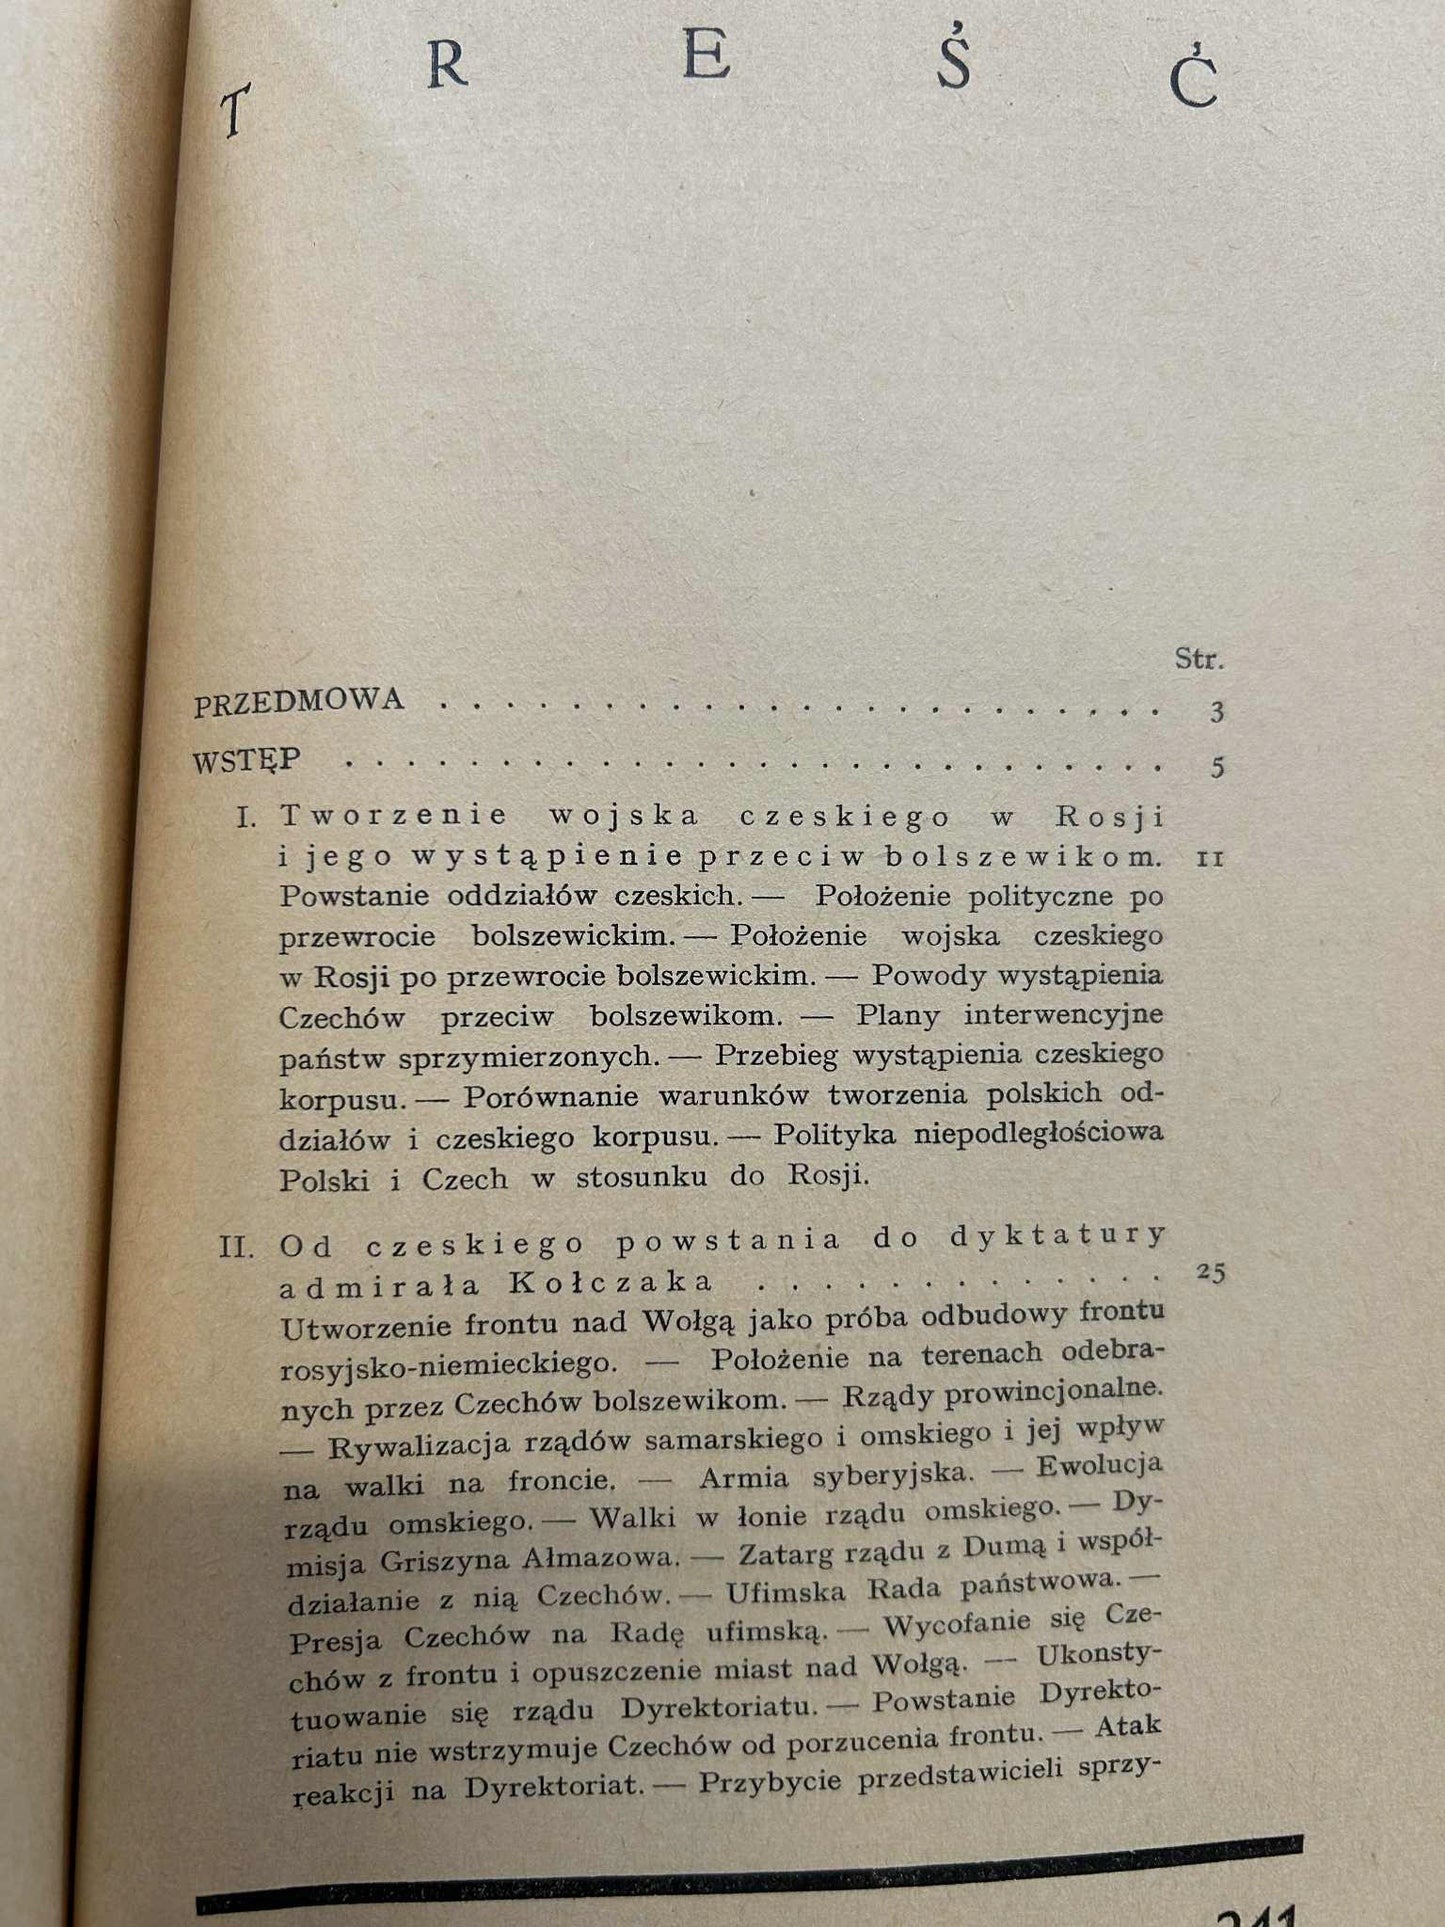 T R E Ś Ć
Str.
PRZEDMOWA . . . . . . . . . . . . . . . . . . . . . . 3
WSTĘP . . . . . . . . . . . . . . . . . . . . . . . . . 5
I. Tworzenie wojska czeskiego w Rosji
i jego wystąpienie przeciw bolszewikom. 11
Powstanie oddziałów czeskich. — Położenie polityczne po
przewrocie bolszewickim. — Położenie wojska czeskiego
w Rosji po przewrocie bolszewickim. — Powody wystąpienia
Czechów przeciw bolszewikom. — Plany interwencyjne
państw sprzymierzonych. — Przebieg wystąpienia czeskiego
korpusu. — Porównanie warunków tworzenia polskich od-
działów i czeskiego korpusu. — Polityka niepodległościowa
Polski i Czech w stosunku do Rosji.
II. Od czeskiego powstania do dyktatury
admirała Kołczaka . . . . . . . . . . . . . 25
Utworzenie frontu nad Wołgą jako próba odbudowy frontu
rosyjsko-niemieckiego. — Położenie na terenach odebra-
nych przez Czechów bolszewikom. — Rządy prowincjonalne.
— Rywalizacja rządów samarskiego i omskiego i jej wpływ
na walki na froncie. — Armia syberyjska. — Ewolucja
rządu omskiego. — Walki w łonie rządu omskiego. — Dy-
misja Griszyna Ałmazowa. — Zatarg rządu z Dumą i współ-
działanie z nią Czechów. — Ufimska Rada państwowa. —
Presja Czechów na Radę ufimską. — Wycofanie się Cze-
chów z frontu i opuszczenie miast nad Wołgą. — Ukonsty-
tuowanie się rządu Dyrektoriatu. — Powstanie Dyrekto-
riatu nie wstrzymuje Czechów od porzucenia frontu. — Atak
reakcji na Dyrektoriat. — Przybycie przedstawicieli sprzy-
241